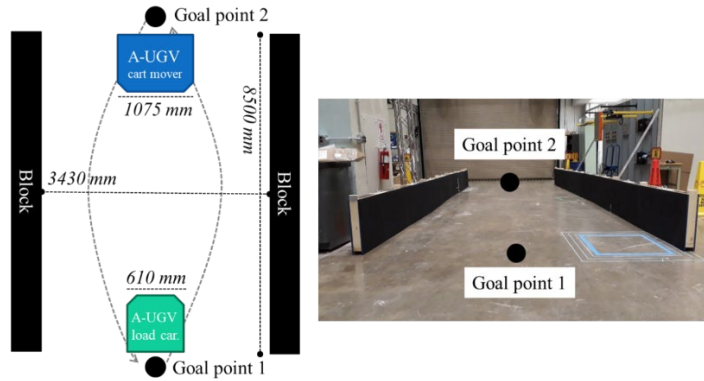 Goal point 2
A-UGV
cart mover
1075 mm
8500 mm
Block
3430 mm
Block
610 mm
A-UGV
load car.
Goal point 1
Goal point 2
Goal point 1